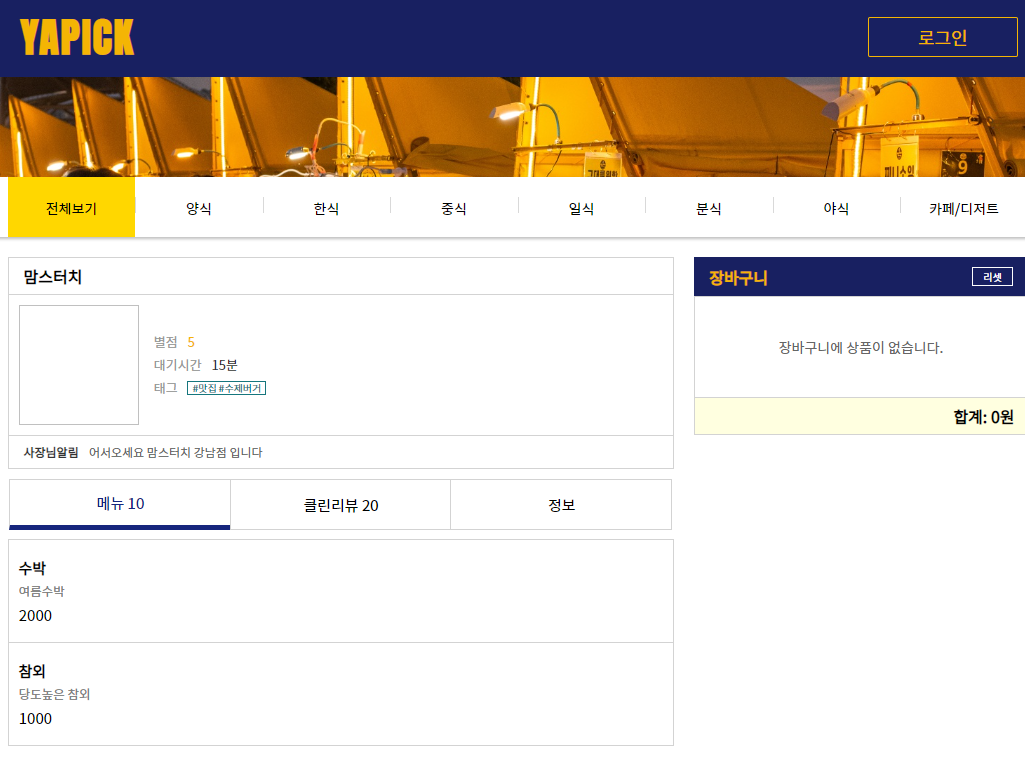 YAPICK
로그인
9
전체보기
양식
한식
중식
일식
분식
야식
카페/디저트
맘스터치
별점 5
대기시간 15분
태그 #맛집 #수제버거
사장님알림 어서오세요 맘스터치 강남점 입니다
메뉴 10
클린리뷰 20
정보
수박
여름수박
2000
참외
당도높은 참외
1000
장바구니
리셋
장바구니에 상품이 없습니다.
합계: 0원